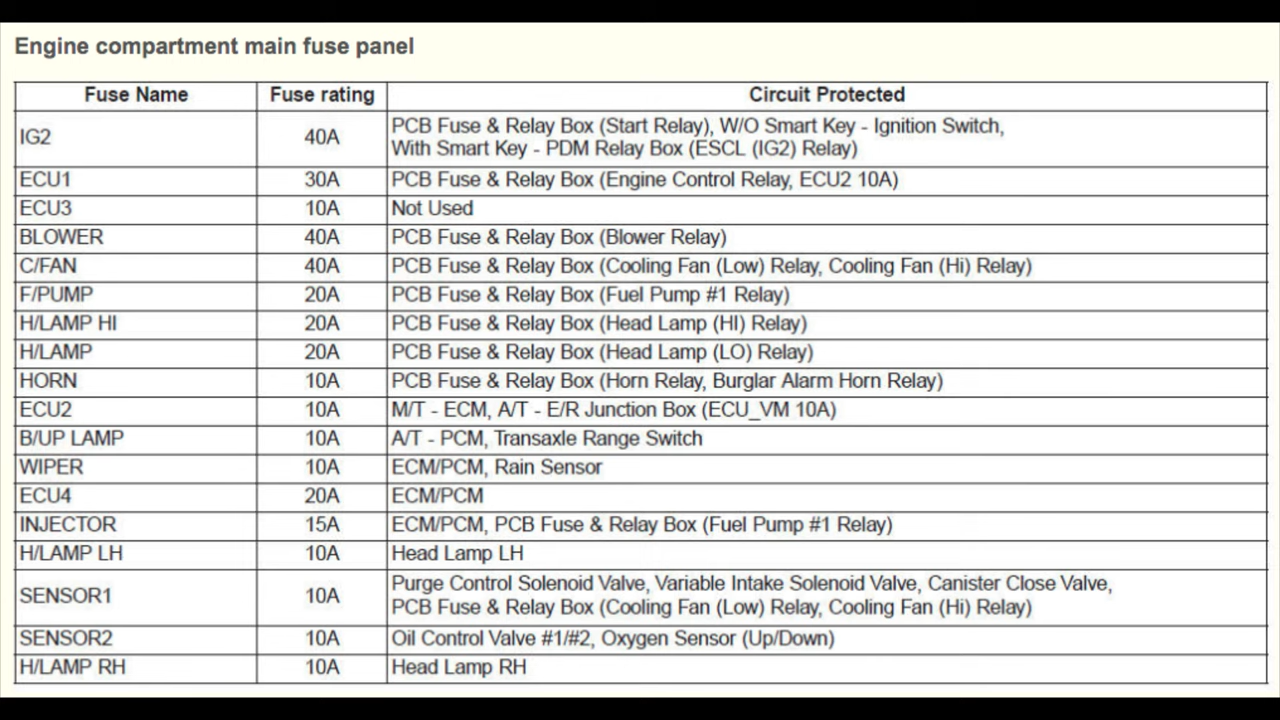 Engine compartment main fuse panel
Fuse Name Fuse rating Circuit Protected
IG2 40A PCB Fuse & Relay Box (Start Relay), W/O Smart Key - Ignition Switch,
With Smart Key - PDM Relay Box (ESCL (IG2) Relay)
ECU1 30A PCB Fuse & Relay Box (Engine Control Relay, ECU2 10A)
ECU3 10A Not Used
BLOWER 40A PCB Fuse & Relay Box (Blower Relay)
C/FAN 40A PCB Fuse & Relay Box (Cooling Fan (Low) Relay, Cooling Fan (Hi) Relay)
F/PUMP 20A PCB Fuse & Relay Box (Fuel Pump #1 Relay)
H/LAMP HI 20A PCB Fuse & Relay Box (Head Lamp (HI) Relay)
H/LAMP 20A PCB Fuse & Relay Box (Head Lamp (LO) Relay)
HORN 10A PCB Fuse & Relay Box (Horn Relay, Burglar Alarm Horn Relay)
ECU2 10A M/T - ECM, A/T - E/R Junction Box (ECU_VM 10A)
B/UP LAMP 10A A/T - PCM, Transaxle Range Switch
WIPER 10A ECM/PCM, Rain Sensor
ECU4 20A ECM/PCM
INJECTOR 15A ECM/PCM, PCB Fuse & Relay Box (Fuel Pump #1 Relay)
H/LAMP LH 10A Head Lamp LH
SENSOR1 10A Purge Control Solenoid Valve, Variable Intake Solenoid Valve, Canister Close Valve,
PCB Fuse & Relay Box (Cooling Fan (Low) Relay, Cooling Fan (Hi) Relay)
SENSOR2 10A Oil Control Valve #1/#2, Oxygen Sensor (Up/Down)
H/LAMP RH 10A Head Lamp RH